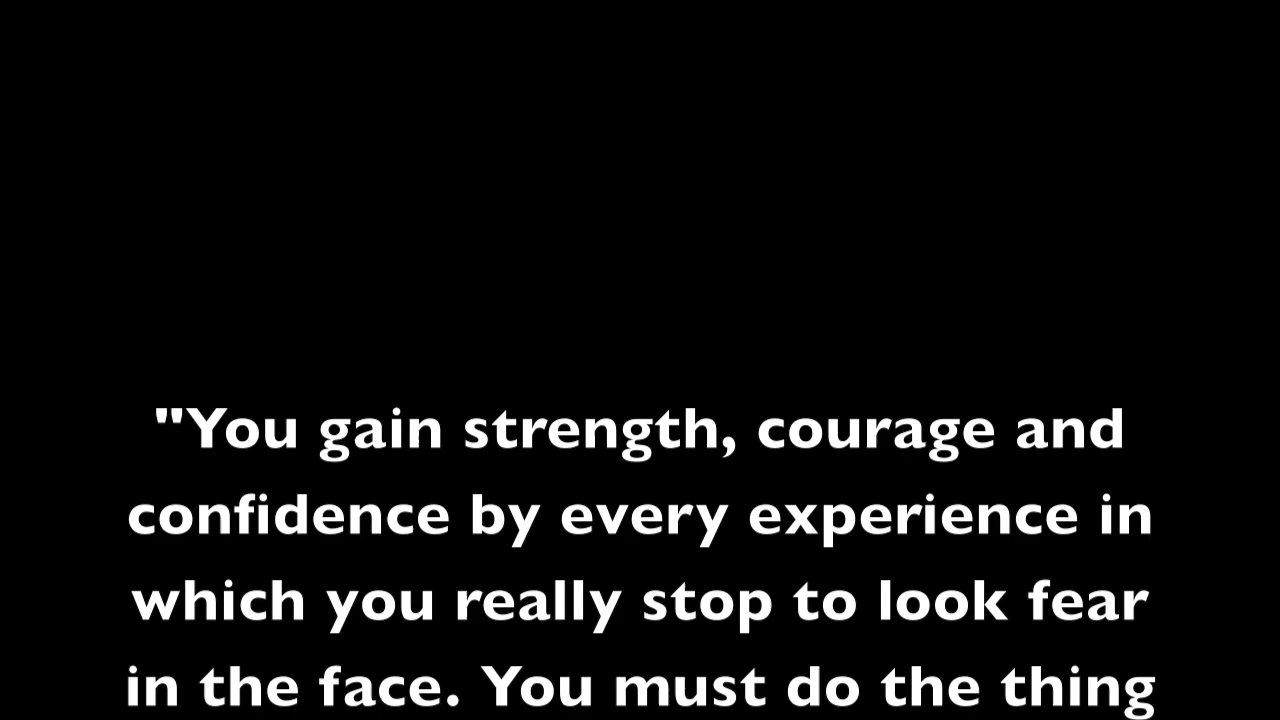 "You gain strength, courage and
confidence by every experience in
which you really stop to look fear
in the face. You must do the thing